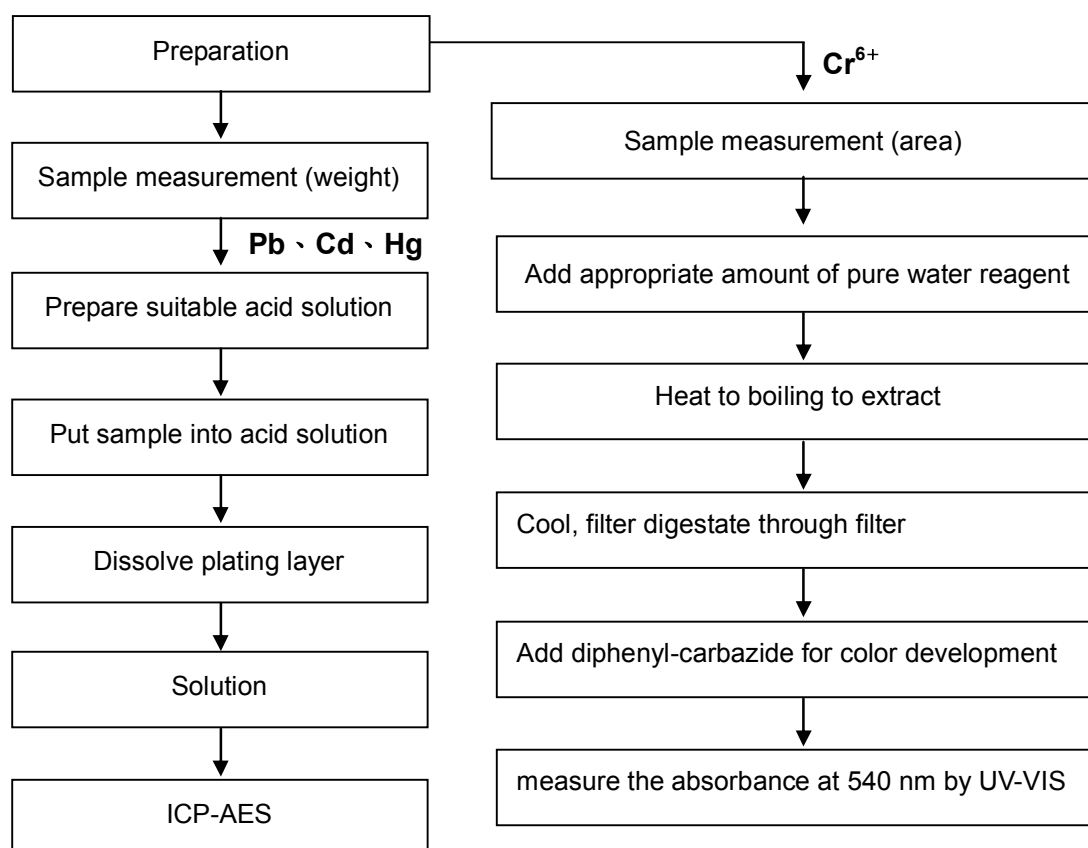 Preparation
Sample measurement (weight)
Pb、Cd、Hg
Prepare suitable acid solution
Put sample into acid solution
Dissolve plating layer
Solution
ICP-AES
Cr⁶⁺
Sample measurement (area)
Add appropriate amount of pure water reagent
Heat to boiling to extract
Cool, filter digestate through filter
Add diphenyl-carbazide for color development
measure the absorbance at 540 nm by UV-VIS